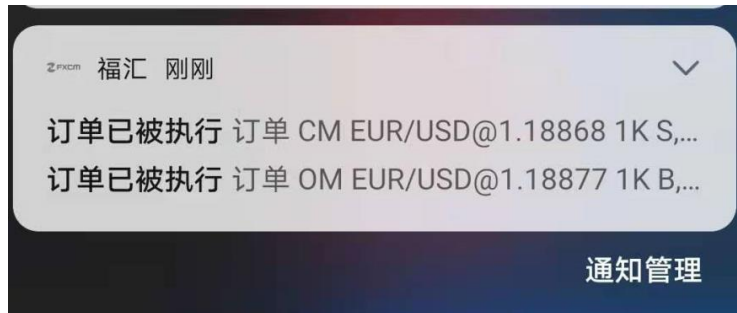 FXCM 福汇 刚刚
订单已被执行 订单 CM EUR/USD@1.18868 1K S,...
订单已被执行 订单 OM EUR/USD@1.18877 1K B,...
通知管理